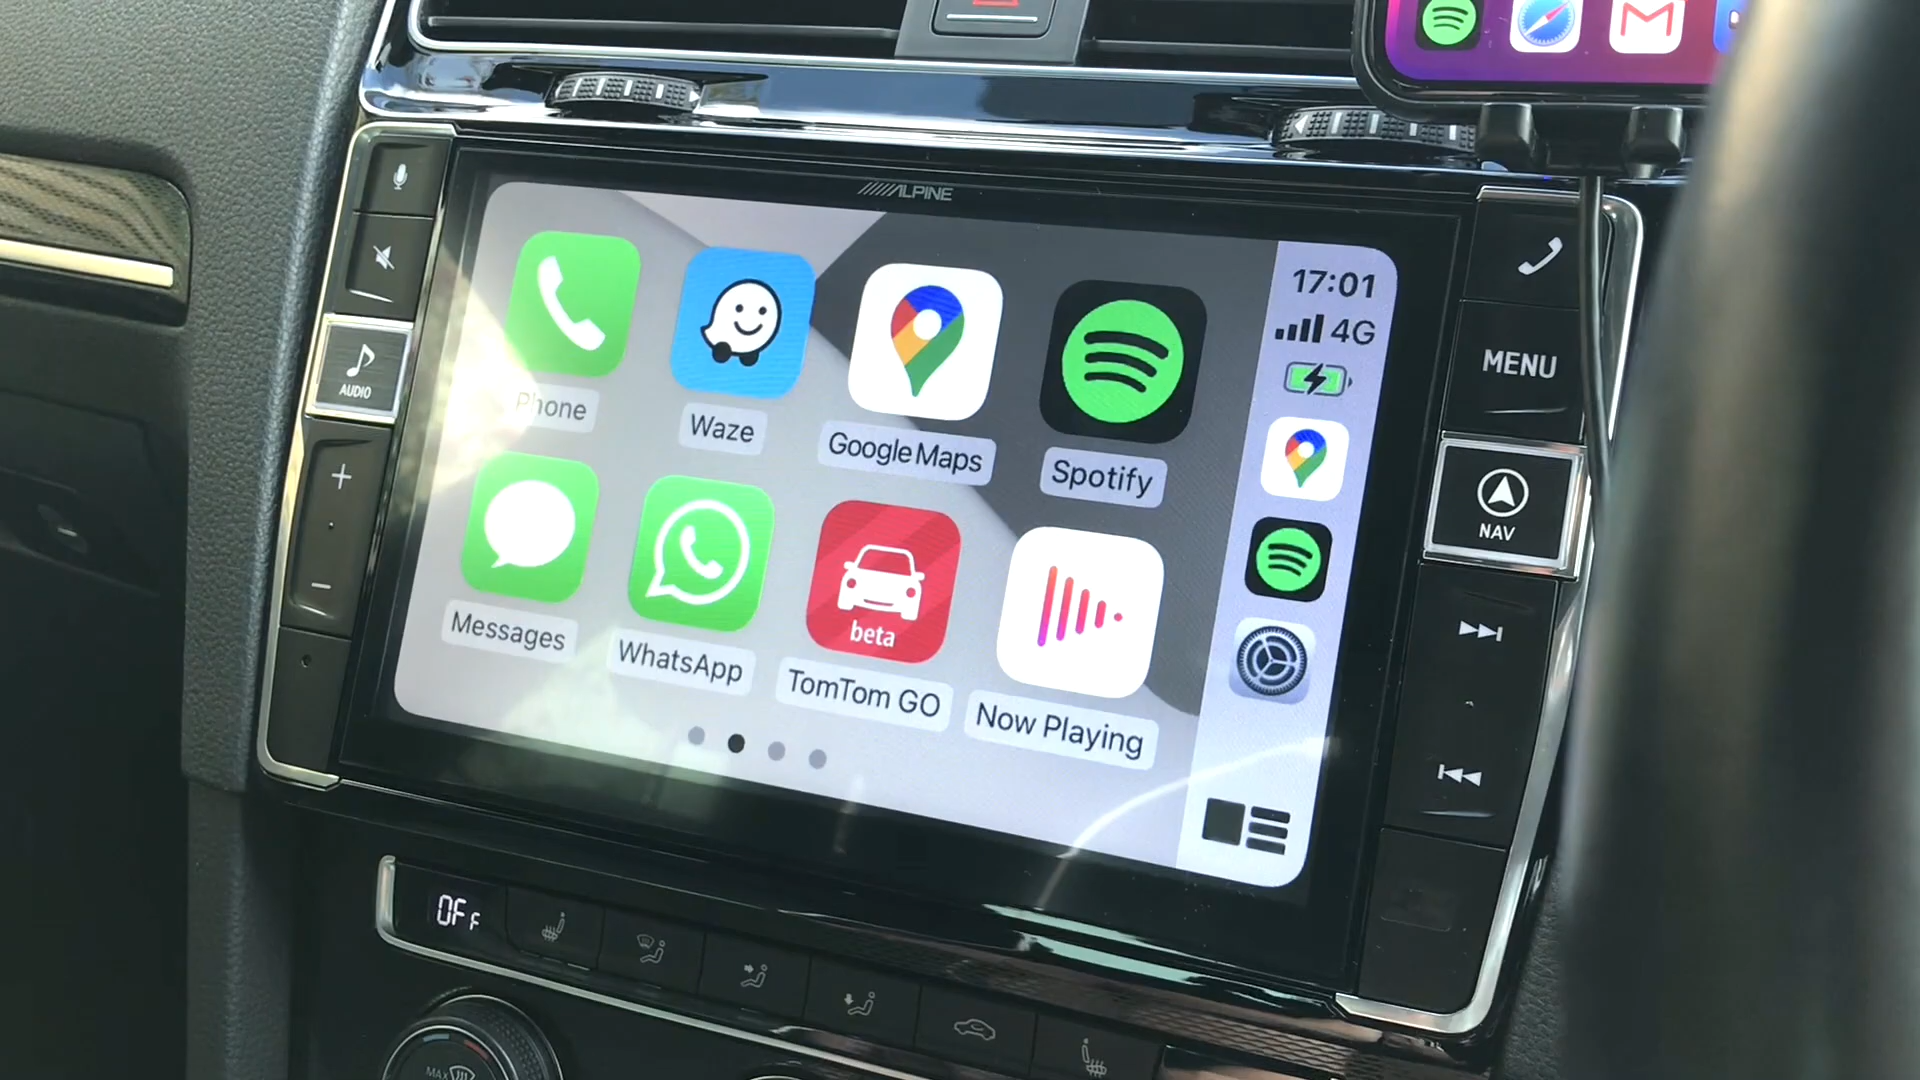 ALPINE
17:01
4G
Phone
Waze
Google Maps
Spotify
Messages
WhatsApp
beta
TomTom GO
Now Playing
AUDIO
MENU
NAV
OFF
MAX